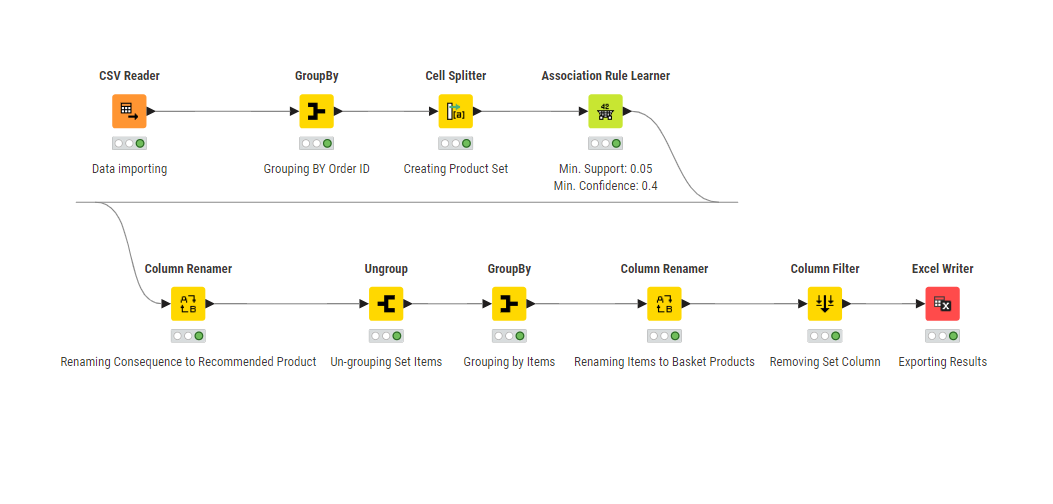 CSV Reader
GroupBy
Cell Splitter
Association Rule Learner
Data importing
Grouping BY Order ID
Creating Product Set
Min. Support: 0.05
Min. Confidence: 0.4
Column Renamer
Ungroup
GroupBy
Column Renamer
Column Filter
Excel Writer
Renaming Consequence to Recommended Product
Un-grouping Set Items
Grouping by Items
Renaming Items to Basket Products
Removing Set Column
Exporting Results